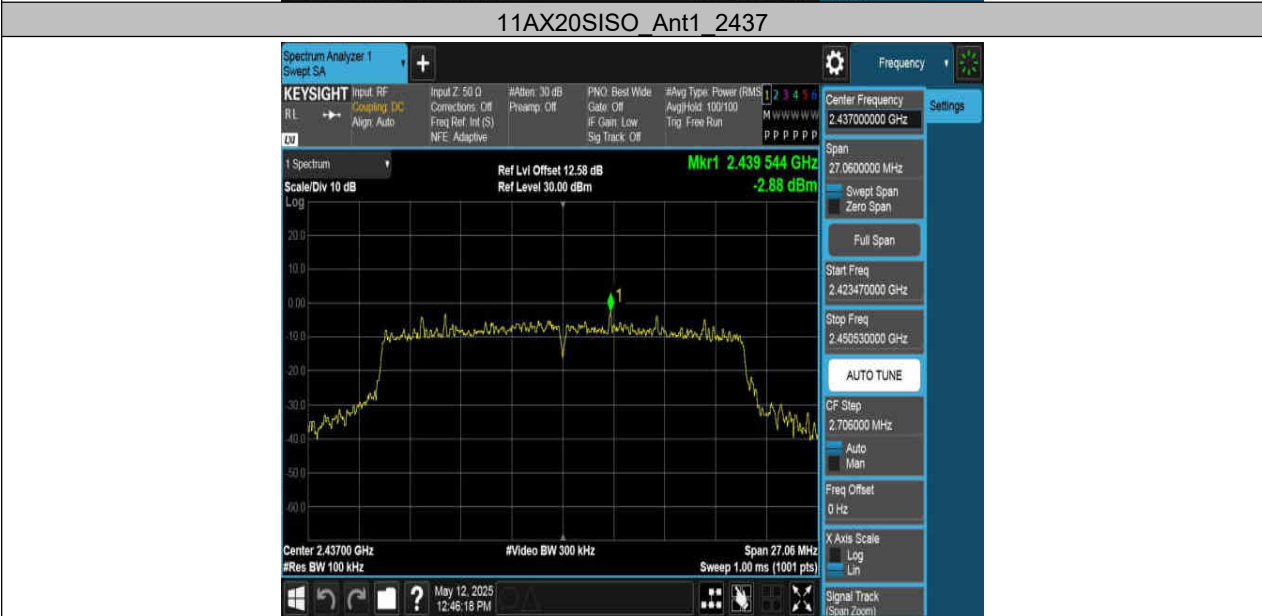 11AX20SISO_Ant1_2437
Spectrum Analyzer 1
Swept SA
+
Frequency
KEYSIGHT
RL
LXI
Input: RF
Coupling: DC
Align: Auto
Input Z: 50 Ω
Corrections: Off
Freq Ref: Int (S)
NFE: Adaptive
#Atten: 30 dB
Preamp: Off
PNO: Best Wide
Gate: Off
IF Gain: Low
Sig Track: Off
#Avg Type: Power (RMS
Avg|Hold: 100/100
Trig: Free Run
1 2 3 4 5 6
M W W W W W
P P P P P P
Center Frequency
2.437000000 GHz
Settings
1 Spectrum
Scale/Div 10 dB
Log
Ref Lvl Offset 12.58 dB
Ref Level 30.00 dBm
Mkr1 2.439 544 GHz
-2.88 dBm
Span
27.0600000 MHz
Swept Span
Zero Span
Full Span
Start Freq
2.423470000 GHz
Stop Freq
2.450530000 GHz
AUTO TUNE
CF Step
2.706000 MHz
Auto
Man
Freq Offset
0 Hz
X Axis Scale
Log
Lin
Signal Track
(Span Zoom)
20.0
10.0
0.00
-10.0
-20.0
-30.0
-40.0
-50.0
-60.0
1
Center 2.43700 GHz
#Res BW 100 kHz
#Video BW 300 kHz
Span 27.06 MHz
Sweep 1.00 ms (1001 pts)
?
May 12, 2025
12:46:18 PM